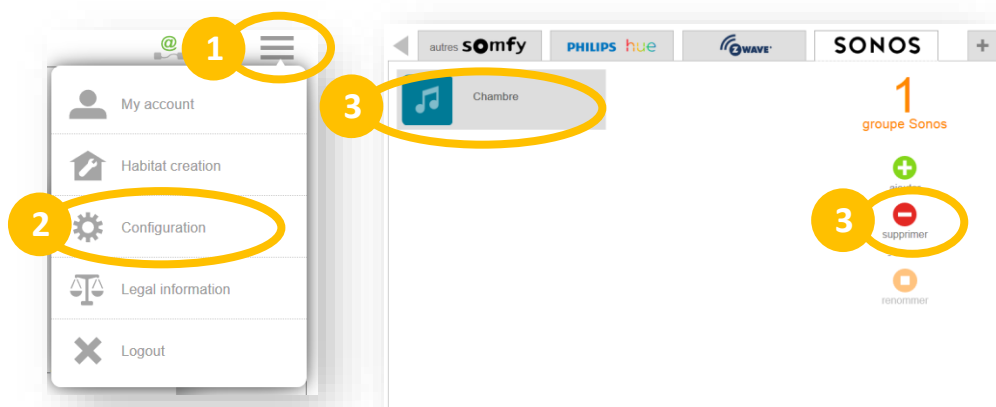 @
1
My account
Habitat creation
2
Configuration
Legal information
Logout
autres somfy
PHILIPS hue
ZWAVE
SONOS
+
3
Chambre
1
groupe Sonos
ajouter
3
supprimer
renommer